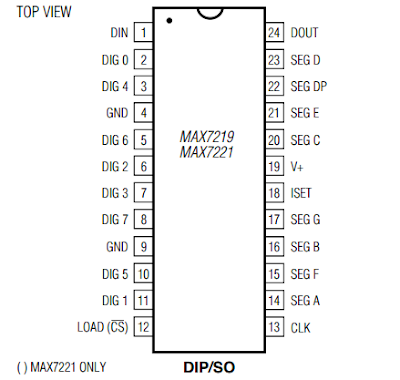 TOP VIEW
DIN 1 24 DOUT
DIG 0 2 23 SEG D
DIG 4 3 22 SEG DP
GND 4 21 SEG E
DIG 6 5 20 SEG C
DIG 2 6 19 V+
DIG 3 7 18 ISET
DIG 7 8 17 SEG G
GND 9 16 SEG B
DIG 5 10 15 SEG F
DIG 1 11 14 SEG A
LOAD (C̅S̅) 12 13 CLK
MAX7219
MAX7221
( ) MAX7221 ONLY
DIP/SO